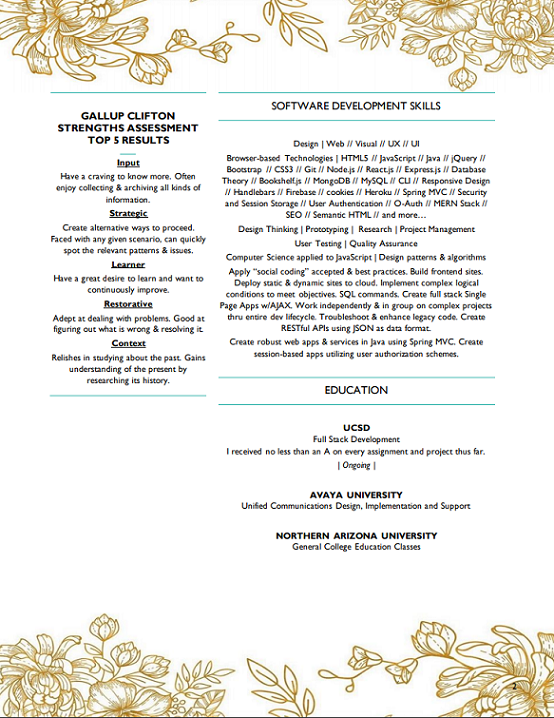 GALLUP CLIFTON
STRENGTHS ASSESSMENT
TOP 5 RESULTS
Input
Have a craving to know more. Often
enjoy collecting & archiving all kinds of
information.
Strategic
Create alternative ways to proceed.
Faced with any given scenario, can quickly
spot the relevant patterns & issues.
Learner
Have a great desire to learn and want to
continuously improve.
Restorative
Adept at dealing with problems. Good at
figuring out what is wrong & resolving it.
Context
Relishes in studying about the past. Gains
understanding of the present by
researching its history.
SOFTWARE DEVELOPMENT SKILLS
Design | Web // Visual // UX // UI
Browser-based Technologies | HTML5 // JavaScript // Java // jQuery //
Bootstrap // CSS3 // Git // Node.js // React.js // Express.js // Database
Theory // Bookshelf.js // MongoDB // MySQL // CLI // Responsive Design
// Handlebars // Firebase // cookies // Heroku // Spring MVC // Security
and Session Storage // User Authentication // O-Auth // MERN Stack //
SEO // Semantic HTML // and more…
Design Thinking | Prototyping | Research | Project Management
User Testing | Quality Assurance
Computer Science applied to JavaScript | Design patterns & algorithms
Apply “social coding” accepted & best practices. Build frontend sites.
Deploy static & dynamic sites to cloud. Implement complex logical
conditions to meet objectives. SQL commands. Create full stack Single
Page Apps w/AJAX. Work independently & in group on complex projects
thru entire dev lifecycle. Troubleshoot & enhance legacy code. Create
RESTful APIs using JSON as data format.
Create robust web apps & services in Java using Spring MVC. Create
session-based apps utilizing user authorization schemes.
EDUCATION
UCSD
Full Stack Development
I received no less than an A on every assignment and project thus far.
| Ongoing |
AVAYA UNIVERSITY
Unified Communications Design, Implementation and Support
NORTHERN ARIZONA UNIVERSITY
General College Education Classes
2